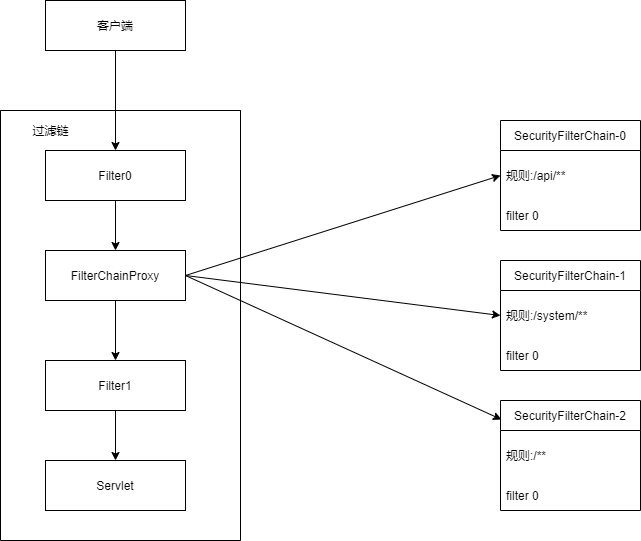 客户端
过滤链
Filter0
FilterChainProxy
Filter1
Servlet
SecurityFilterChain-0
规则:/api/**
filter 0
SecurityFilterChain-1
规则:/system/**
filter 0
SecurityFilterChain-2
规则:/**
filter 0